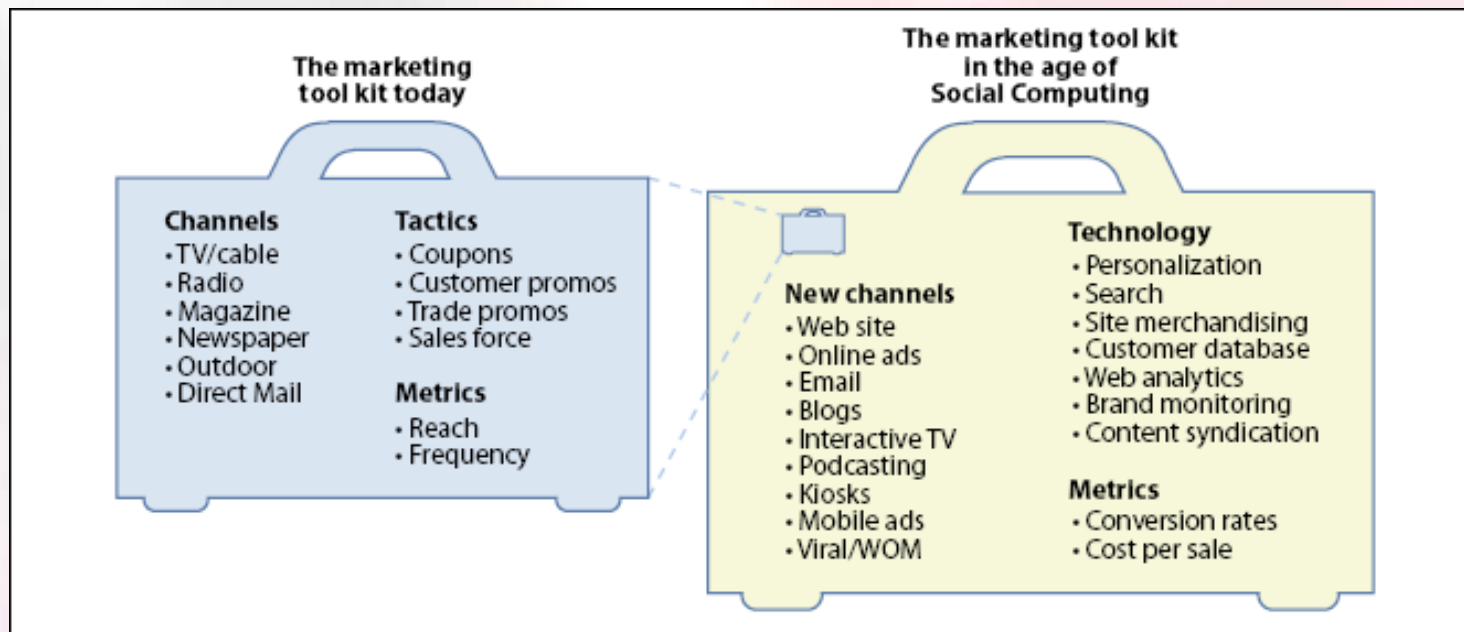 The marketing
tool kit today
Channels
• TV/cable
• Radio
• Magazine
• Newspaper
• Outdoor
• Direct Mail
Tactics
• Coupons
• Customer promos
• Trade promos
• Sales force
Metrics
• Reach
• Frequency
The marketing tool kit
in the age of
Social Computing
New channels
• Web site
• Online ads
• Email
• Blogs
• Interactive TV
• Podcasting
• Kiosks
• Mobile ads
• Viral/WOM
Technology
• Personalization
• Search
• Site merchandising
• Customer database
• Web analytics
• Brand monitoring
• Content syndication
Metrics
• Conversion rates
• Cost per sale